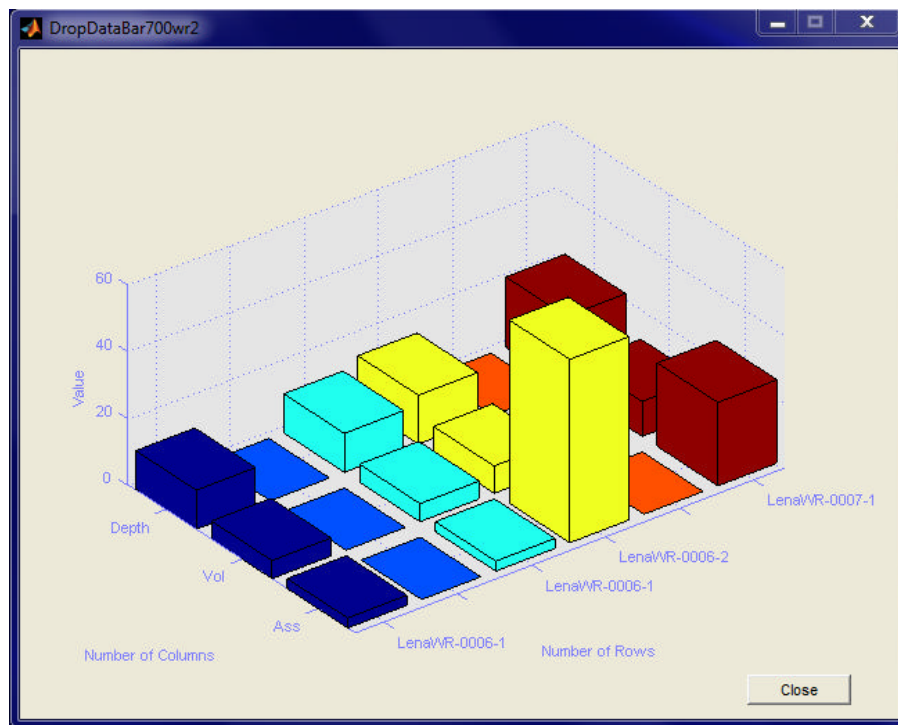 DropDataBar700wr2
60
40
20
0
Value
Depth
Vol
Ass
Number of Columns
LenaWR-0006-1
LenaWR-0006-1
LenaWR-0006-2
LenaWR-0007-1
Number of Rows
Close